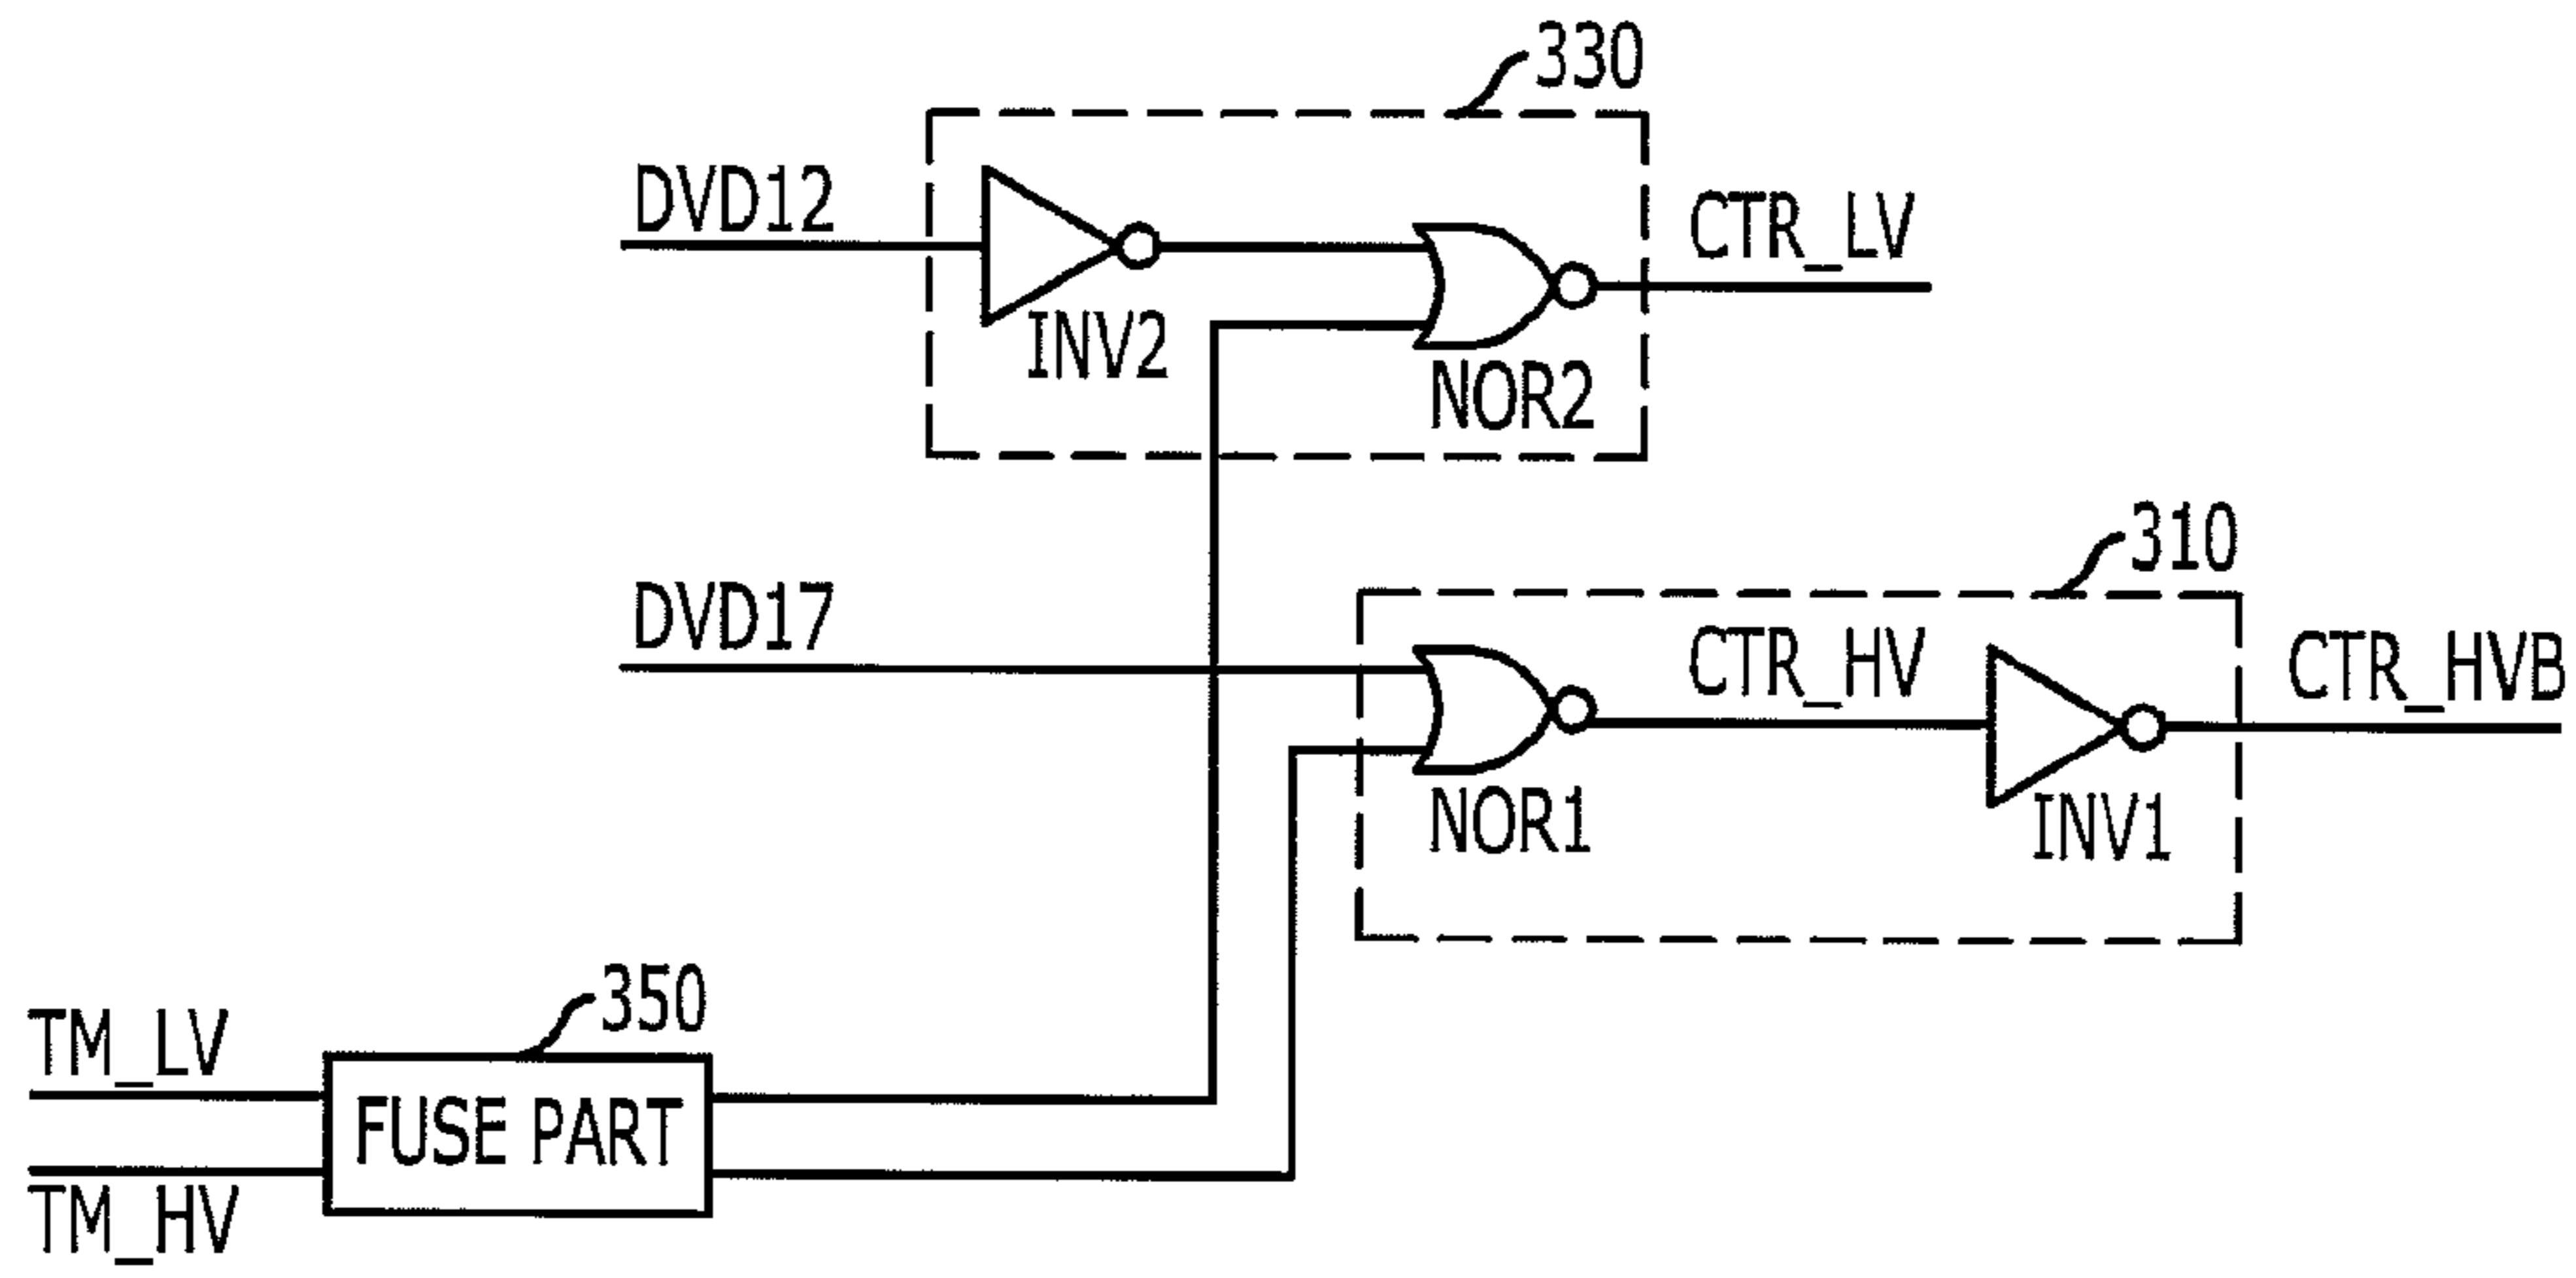 330
DVD12
CTR_LV
INV2
NOR2
310
DVD17
CTR_HV
CTR_HVB
NOR1
INV1
350
TM_LV
FUSE PART
TM_HV